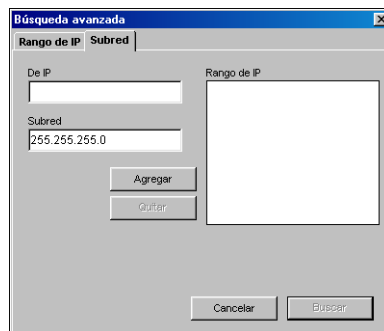 Búsqueda avanzada
Rango de IP Subred
De IP
Rango de IP
Subred
255.255.255.0
Agregar
Quitar
Cancelar Buscar